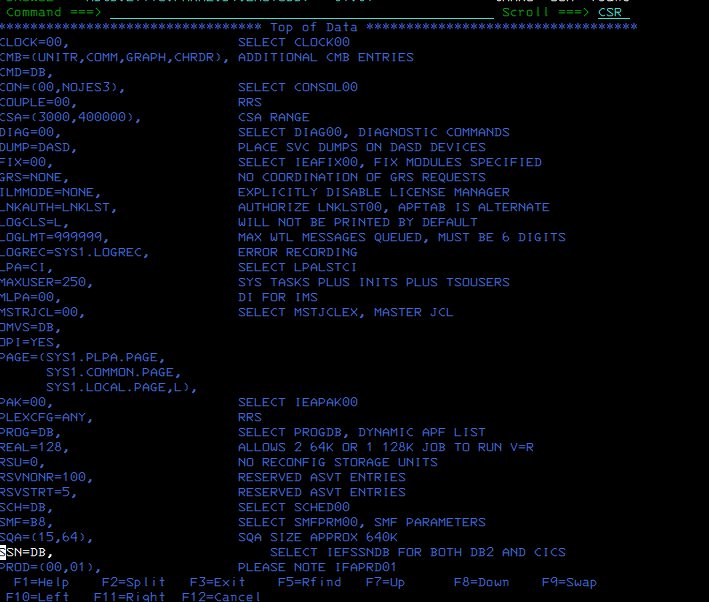 Command ===> Scroll ===> CSR
******************************** Top of Data **********************************
CLOCK=00, SELECT CLOCK00
CMB=(UNITR,COMM,GRAPH,CHRDR), ADDITIONAL CMB ENTRIES
CMD=DB,
CON=(00,NOJES3), SELECT CONSOL00
COUPLE=00, RRS
CSA=(3000,400000), CSA RANGE
DIAG=00, SELECT DIAG00, DIAGNOSTIC COMMANDS
DUMP=DASD, PLACE SVC DUMPS ON DASD DEVICES
FIX=00, SELECT IEAFIX00, FIX MODULES SPECIFIED
GRS=NONE, NO COORDINATION OF GRS REQUESTS
ILMMODE=NONE, EXPLICITLY DISABLE LICENSE MANAGER
LNKAUTH=LNKLST, AUTHORIZE LNKLST00, APFTAB IS ALTERNATE
LOGCLS=L, WILL NOT BE PRINTED BY DEFAULT
LOGLMT=999999, MAX WTL MESSAGES QUEUED, MUST BE 6 DIGITS
LOGREC=SYS1.LOGREC, ERROR RECORDING
LPA=CI, SELECT LPALSTCI
MAXUSER=250, SYS TASKS PLUS INITS PLUS TSOUSERS
MLPA=00, DI FOR IMS
MSTRJCL=00, SELECT MSTJCLEX, MASTER JCL
OMVS=DB,
OPI=YES,
PAGE=(SYS1.PLPA.PAGE,
SYS1.COMMON.PAGE,
SYS1.LOCAL.PAGE,L),
PAK=00, SELECT IEAPAK00
PLEXCFG=ANY, RRS
PROG=DB, SELECT PROGDB, DYNAMIC APF LIST
REAL=128, ALLOWS 2 64K OR 1 128K JOB TO RUN V=R
RSU=0, NO RECONFIG STORAGE UNITS
RSVNONR=100, RESERVED ASVT ENTRIES
RSVSTRT=5, RESERVED ASVT ENTRIES
SCH=DB, SELECT SCHED00
SMF=B8, SELECT SMFPRM00, SMF PARAMETERS
SQA=(15,64), SQA SIZE APPROX 640K
SSN=DB, SELECT IEFSSNDB FOR BOTH DB2 AND CICS
PROD=(00,01), PLEASE NOTE IFAPRD01
F1=Help F2=Split F3=Exit F5=Rfind F7=Up F8=Down F9=Swap
F10=Left F11=Right F12=Cancel